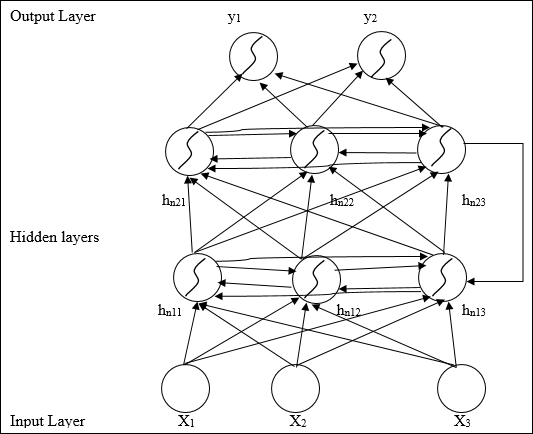 Output Layer
y1 y2
hn21 hn22 hn23
Hidden layers
hn11 hn12 hn13
X1 X2 X3
Input Layer